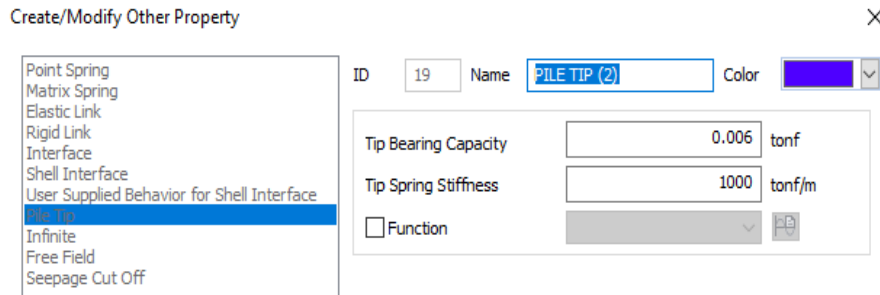 Create/Modify Other Property
Point Spring
Matrix Spring
Elastic Link
Rigid Link
Interface
Shell Interface
User Supplied Behavior for Shell Interface
Pile Tip
Infinite
Free Field
Seepage Cut Off
ID 19 Name PILE TIP (2) Color
Tip Bearing Capacity 0.006 tonf
Tip Spring Stiffness 1000 tonf/m
Function